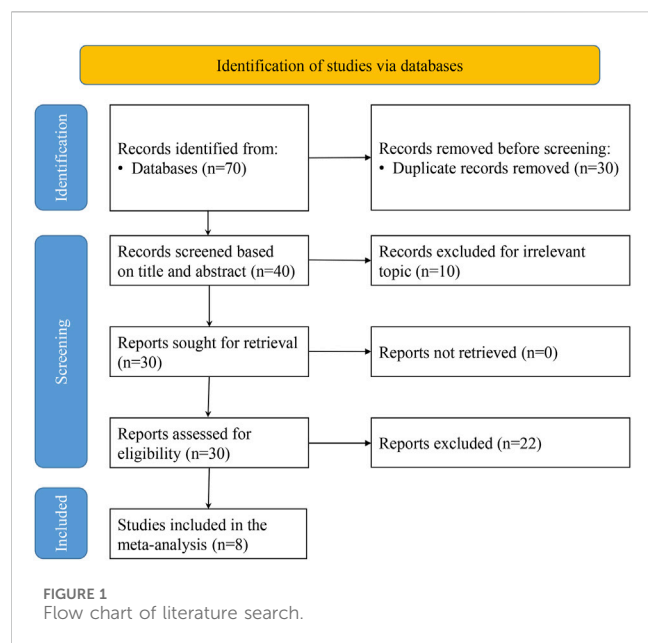 Identification of studies via databases
Identification
Records identified from:
• Databases (n=70)
Records removed before screening:
• Duplicate records removed (n=30)
Screening
Records screened based
on title and abstract (n=40)
Records excluded for irrelevant
topic (n=10)
Reports sought for retrieval
(n=30)
Reports not retrieved (n=0)
Reports assessed for
eligibility (n=30)
Reports excluded (n=22)
Included
Studies included in the
meta-analysis (n=8)
FIGURE 1
Flow chart of literature search.